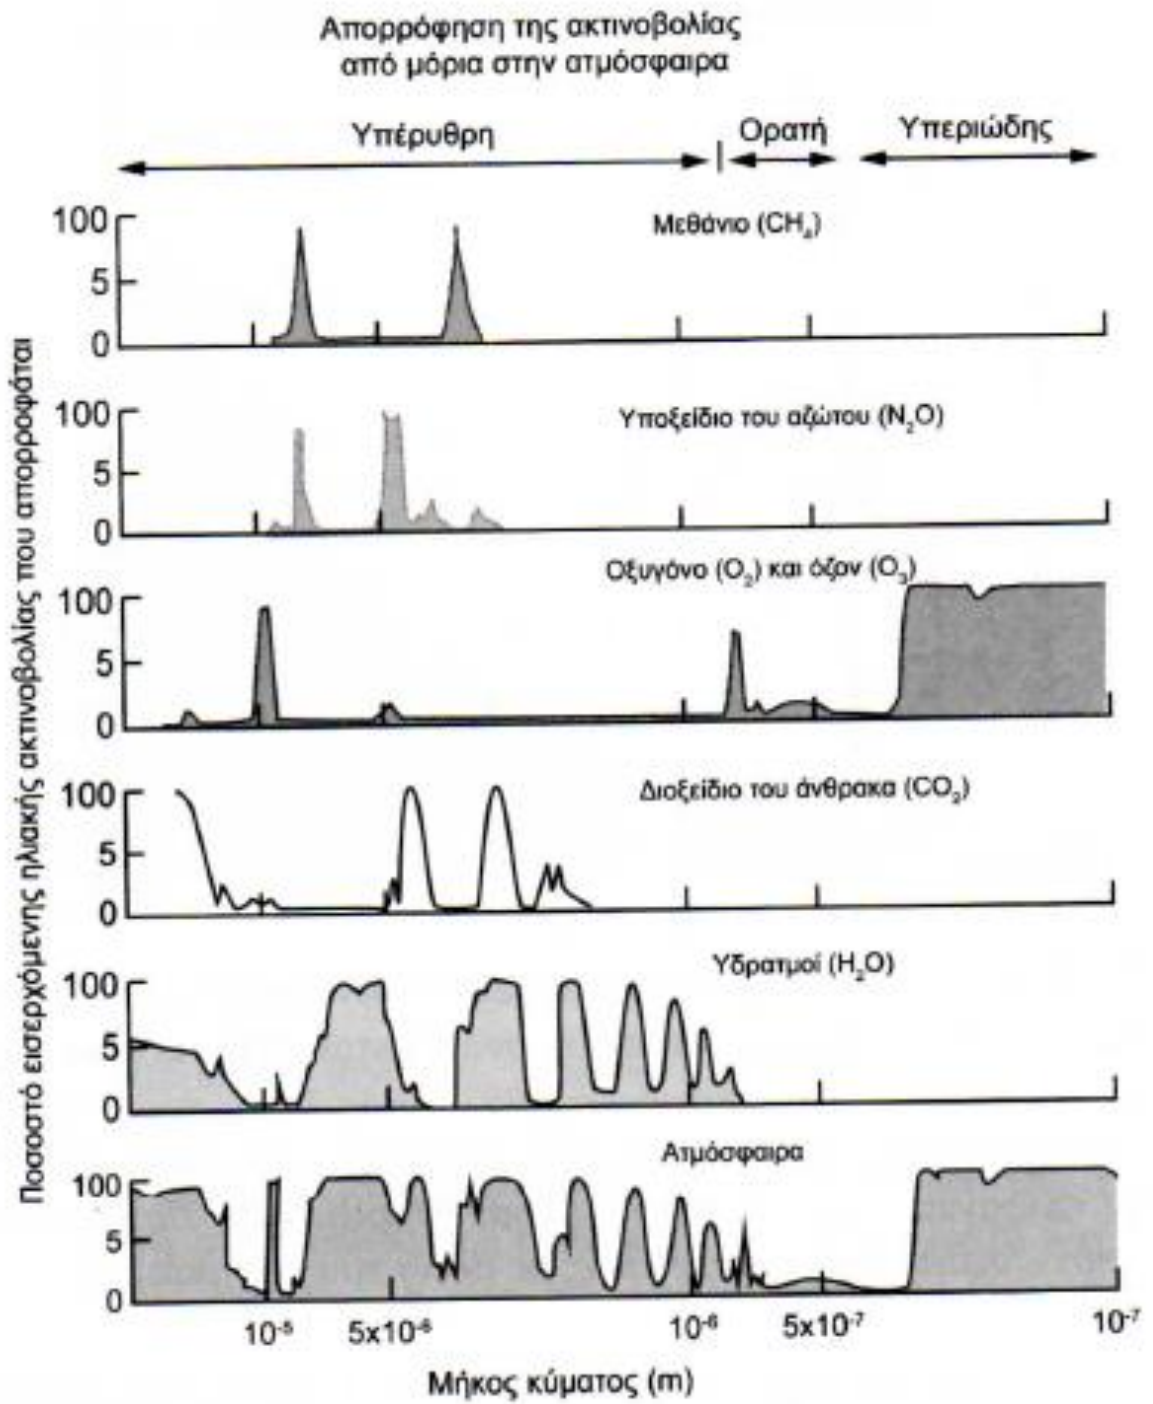 Απορρόφηση της ακτινοβολίας
από μόρια στην ατμόσφαιρα
Υπέρυθρη
Ορατή
Υπεριώδης
Ποσοστό εισερχόμενης ηλιακής ακτινοβολίας που απορροφάται
100
5
0
Μεθάνιο (CH₄)
100
5
0
Υποξείδιο του αζώτου (N₂O)
100
5
0
Οξυγόνο (O₂) και όζον (O₃)
100
5
0
Διοξείδιο του άνθρακα (CO₂)
100
5
0
Υδρατμοί (H₂O)
100
5
0
Ατμόσφαιρα
10⁻⁵ 5x10⁻⁶ 10⁻⁶ 5x10⁻⁷ 10⁻⁷
Μήκος κύματος (m)